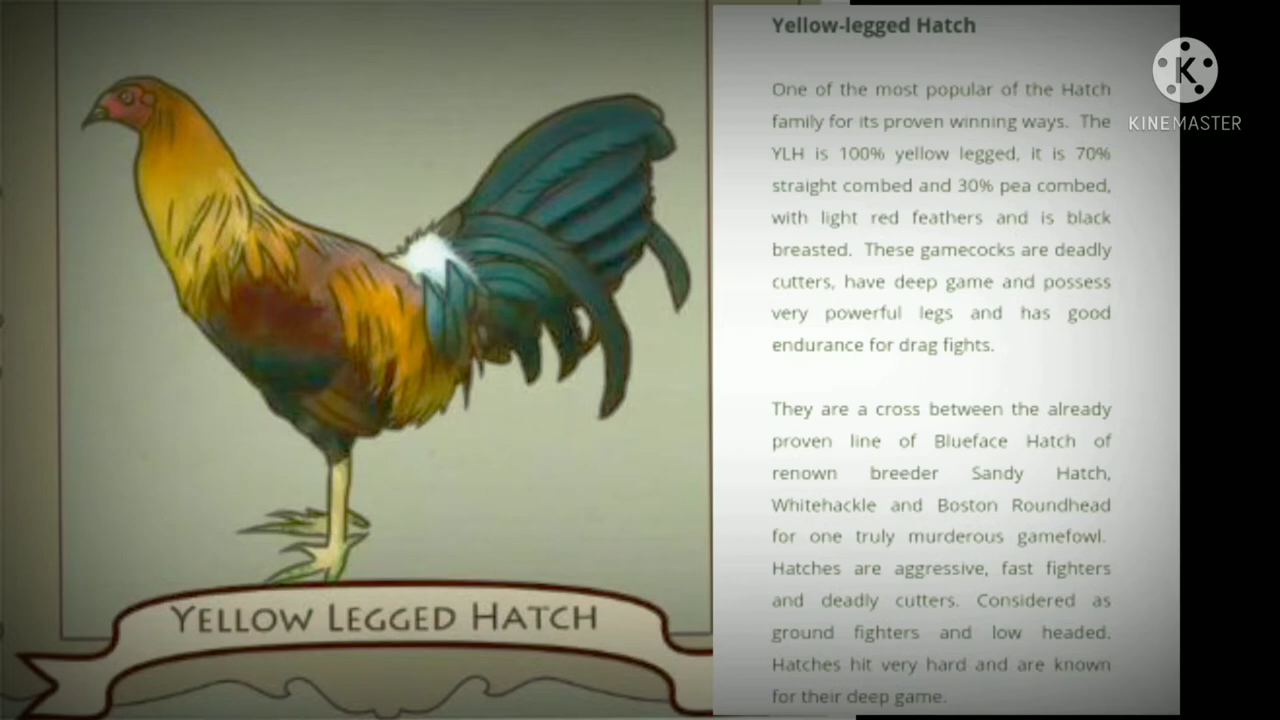 Yellow-legged Hatch
One of the most popular of the Hatch
family for its proven winning ways. The
YLH is 100% yellow legged, it is 70%
straight combed and 30% pea combed,
with light red feathers and is black
breasted. These gamecocks are deadly
cutters, have deep game and possess
very powerful legs and has good
endurance for drag fights.
They are a cross between the already
proven line of Blueface Hatch of
renown breeder Sandy Hatch,
Whitehackle and Boston Roundhead
for one truly murderous gamefowl.
Hatches are aggressive, fast fighters
and deadly cutters. Considered as
ground fighters and low headed.
Hatches hit very hard and are known
for their deep game.
YELLOW LEGGED HATCH
K
KINEMASTER